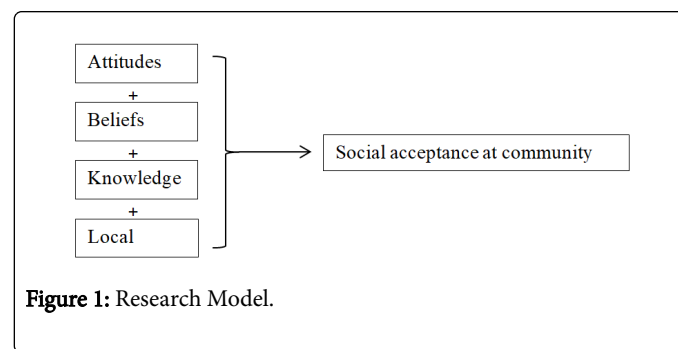 Attitudes
+
Beliefs
+
Knowledge
+
Local
Social acceptance at community
Figure 1: Research Model.